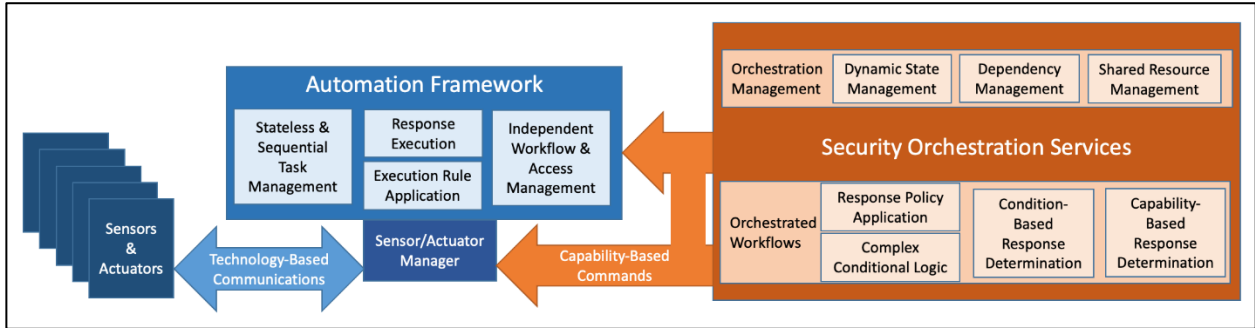 Sensors
&
Actuators
Technology-Based
Communications
Automation Framework
Stateless &
Sequential
Task
Management
Response
Execution
Execution Rule
Application
Independent
Workflow &
Access
Management
Sensor/Actuator
Manager
Capability-Based
Commands
Orchestration
Management
Dynamic State
Management
Dependency
Management
Shared Resource
Management
Security Orchestration Services
Orchestrated
Workflows
Response Policy
Application
Complex
Conditional Logic
Condition-
Based
Response
Determination
Capability-
Based
Response
Determination